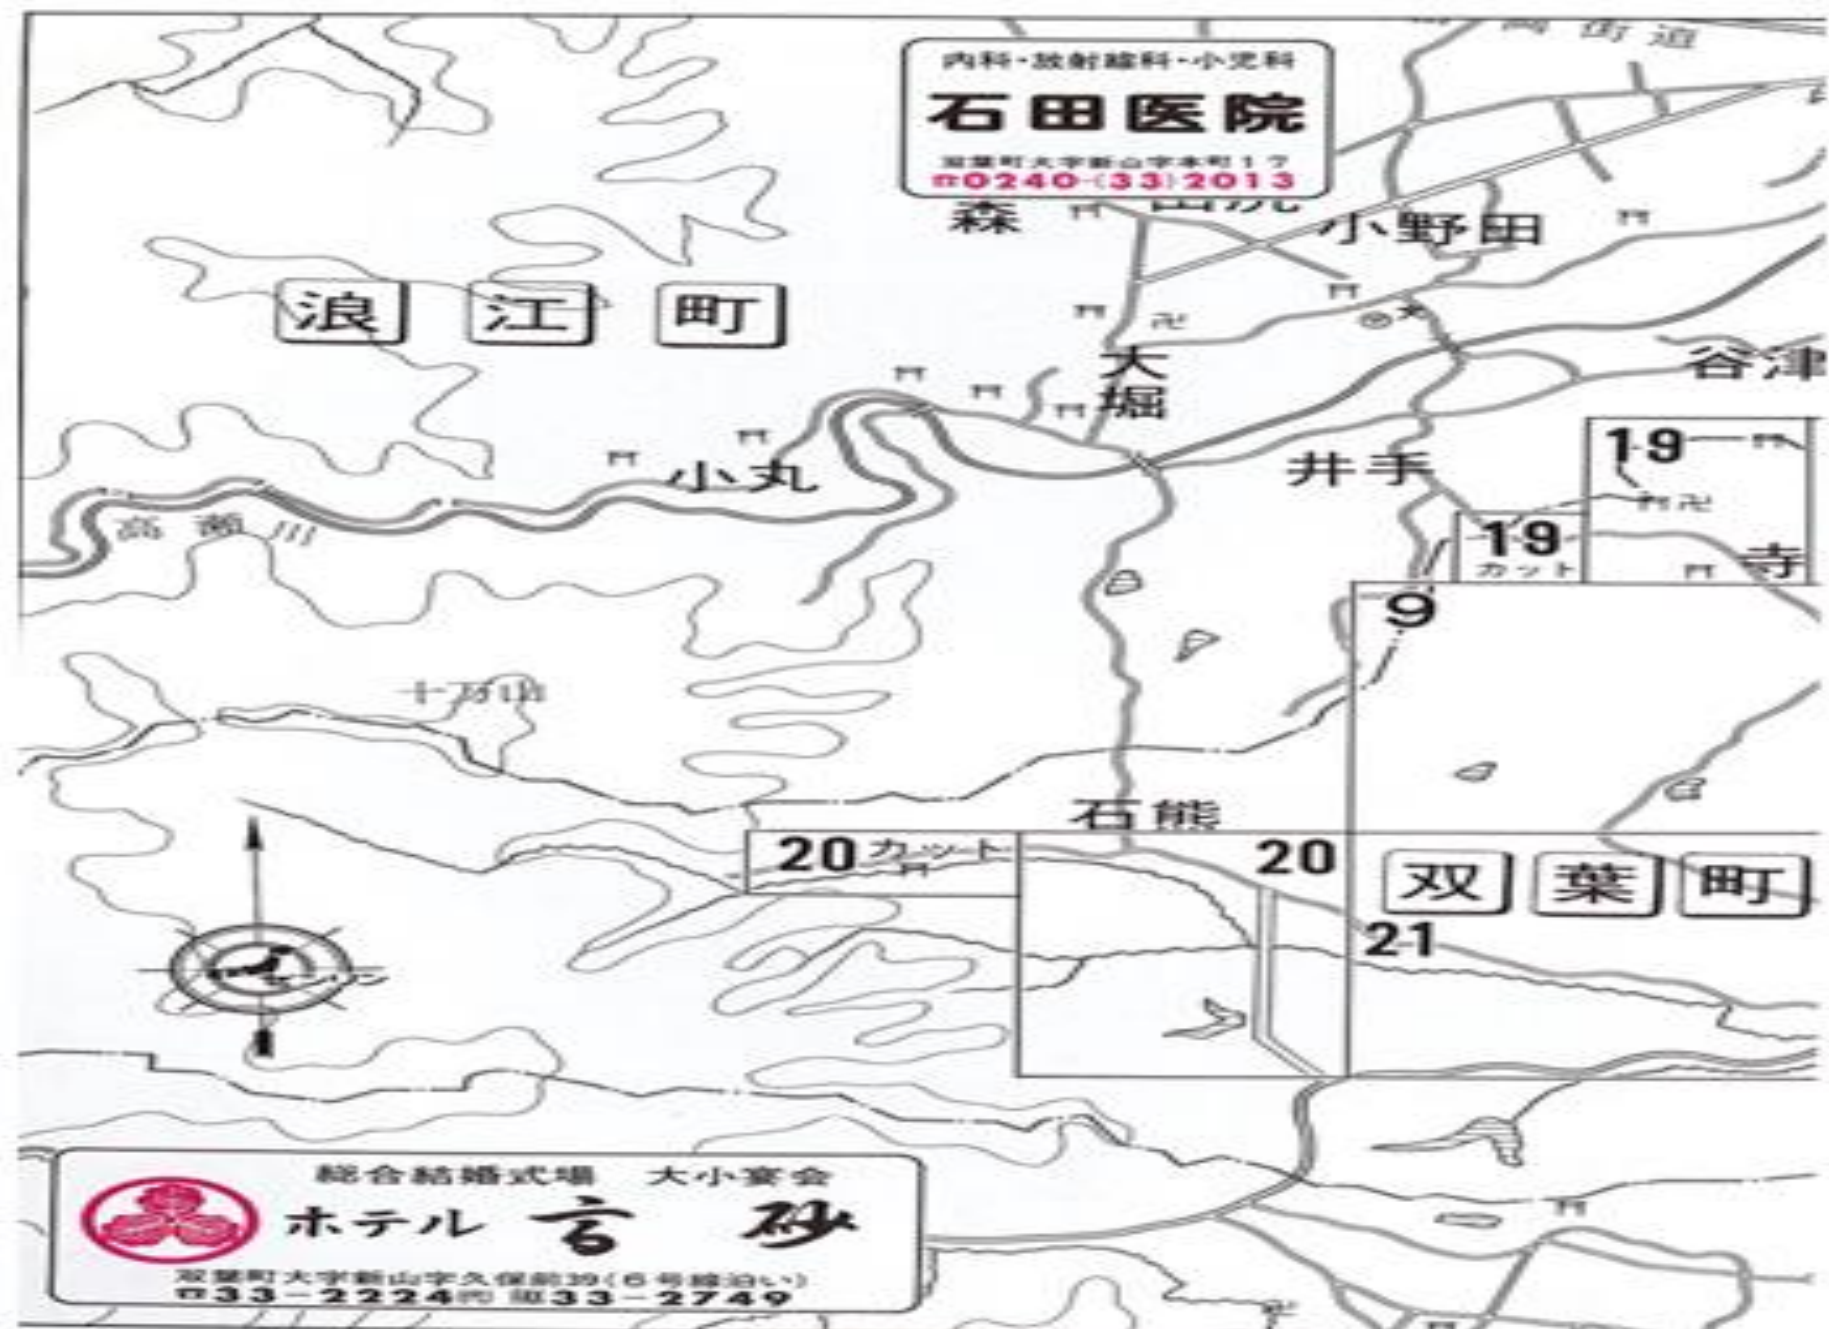 街道
内科・放射線科・小児科
石田医院
双葉町大字新山字本町17
☎0240-(33)2013
森
小野田
浪江町
大堀
谷津
小丸
井手
19
高瀬川
19
カット
寺
9
十万山
石熊
20 カット
20
双葉町
21
総合結婚式場 大小宴会
ホテル 高砂
双葉町大字新山字久保前39(6号線沿い)
☎33-2224㈹ 33-2749